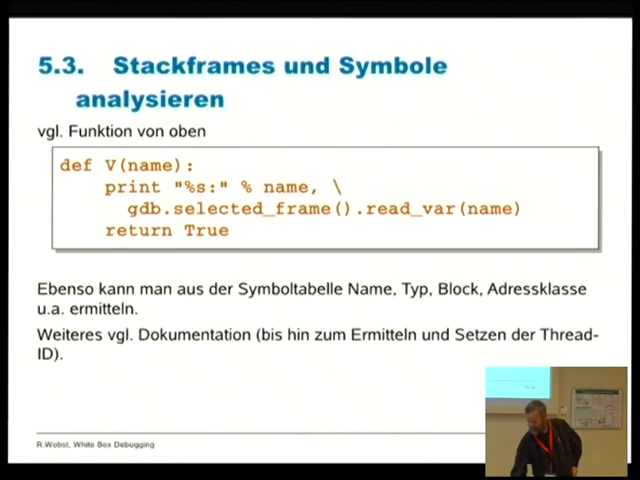 5.3. Stackframes und Symbole
analysieren
vgl. Funktion von oben
def V(name):
print "%s:" % name, \
gdb.selected_frame().read_var(name)
return True
Ebenso kann man aus der Symboltabelle Name, Typ, Block, Adressklasse
u.a. ermitteln.
Weiteres vgl. Dokumentation (bis hin zum Ermitteln und Setzen der Thread-
ID).
R.Wobst, White Box Debugging